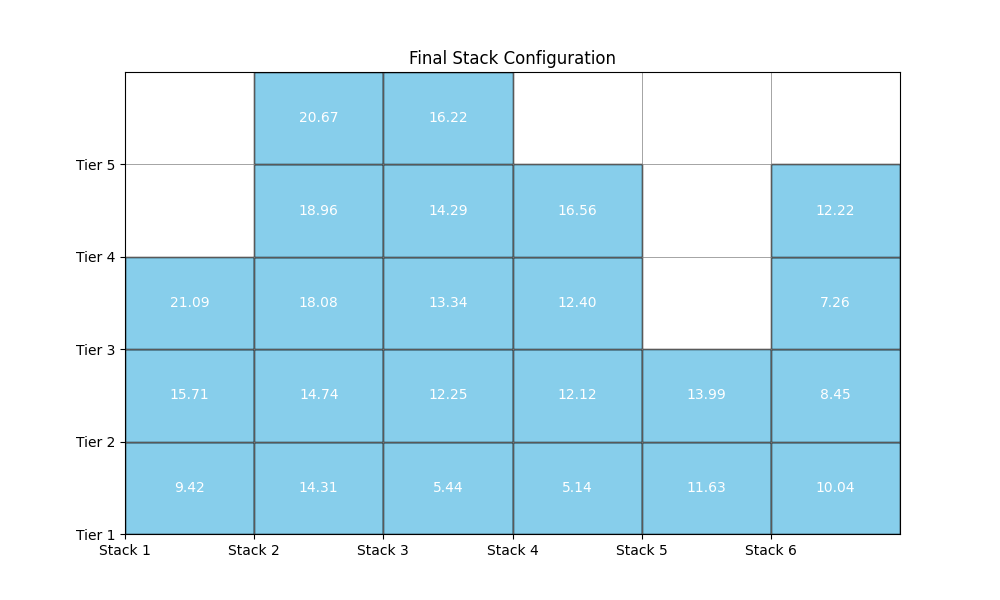 Final Stack Configuration
20.67 16.22
Tier 5
18.96 14.29 16.56 12.22
Tier 4
21.09 18.08 13.34 12.40 7.26
Tier 3
15.71 14.74 12.25 12.12 13.99 8.45
Tier 2
9.42 14.31 5.44 5.14 11.63 10.04
Tier 1
Stack 1 Stack 2 Stack 3 Stack 4 Stack 5 Stack 6